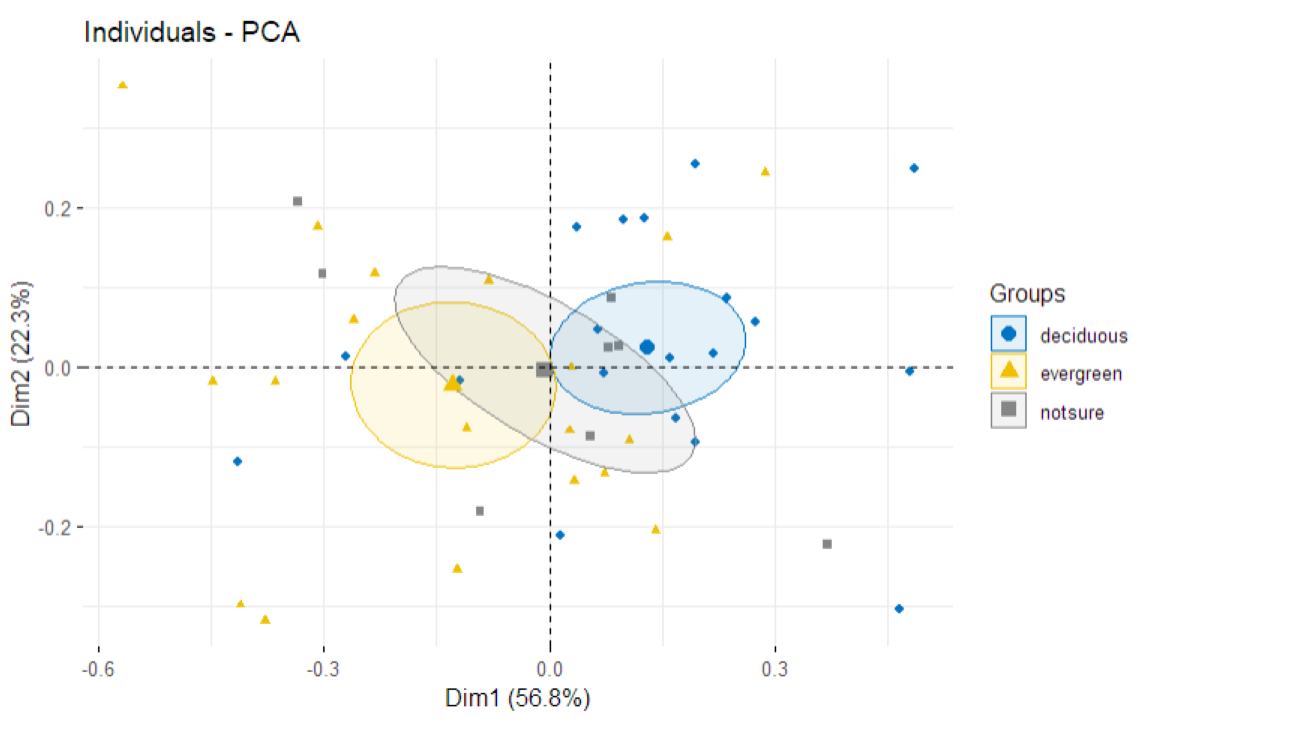 Individuals - PCA
0.2
0.0
-0.2
Dim2 (22.3%)
-0.6
-0.3
0.0
0.3
Dim1 (56.8%)
Groups
deciduous
evergreen
notsure